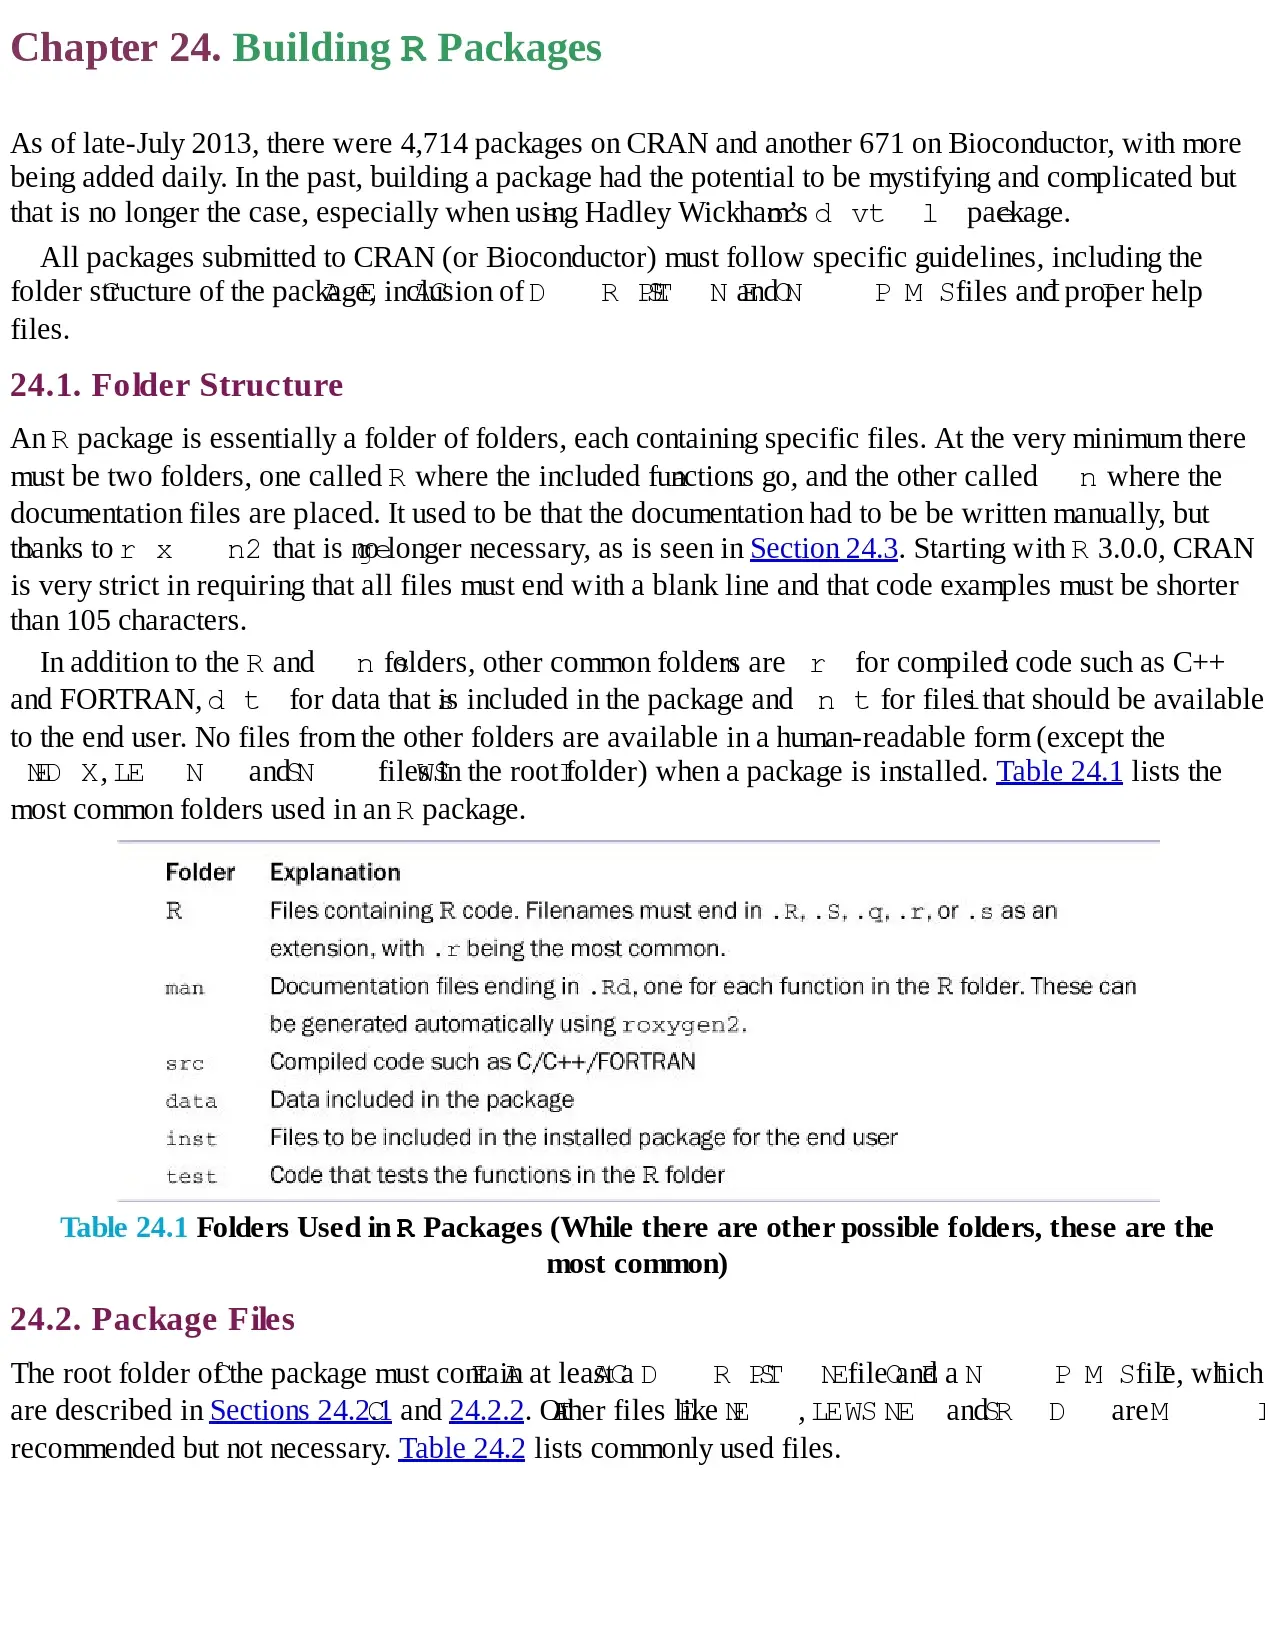 Chapter 24. Building R Packages
As of late-July 2013, there were 4,714 packages on CRAN and another 671 on Bioconductor, with more
being added daily. In the past, building a package had the potential to be mystifying and complicated but
that is no longer the case, especially when using Hadley Wickham’s package.
All packages submitted to CRAN (or Bioconductor) must follow specific guidelines, including the
folder structure of the package, inclusion of and files and proper help
files.
24.1. Folder Structure
An R package is essentially a folder of folders, each containing specific files. At the very minimum there
must be two folders, one called R where the included functions go, and the other called where the
documentation files are placed. It used to be that the documentation had to be be written manually, but
thanks to that is no longer necessary, as is seen in Section 24.3. Starting with R 3.0.0, CRAN
is very strict in requiring that all files must end with a blank line and that code examples must be shorter
than 105 characters.
In addition to the R and folders, other common folders are for compiled code such as C++
and FORTRAN, for data that is included in the package and for files that should be available
to the end user. No files from the other folders are available in a human-readable form (except the
, and files in the root folder) when a package is installed. Table 24.1 lists the
most common folders used in an R package.
Folder Explanation
R Files containing R code. Filenames must end in .R, .S, .q, .r, or .s as an
extension, with .r being the most common.
man Documentation files ending in .Rd, one for each function in the R folder. These can
be generated automatically using roxygen2.
src Compiled code such as C/C++/FORTRAN
data Data included in the package
inst Files to be included in the installed package for the end user
test Code that tests the functions in the R folder
Table 24.1 Folders Used in R Packages (While there are other possible folders, these are the
most common)
24.2. Package Files
The root folder of the package must contain at least a file and a file, which
are described in Sections 24.2.1 and 24.2.2. Other files like , and are
recommended but not necessary. Table 24.2 lists commonly used files.